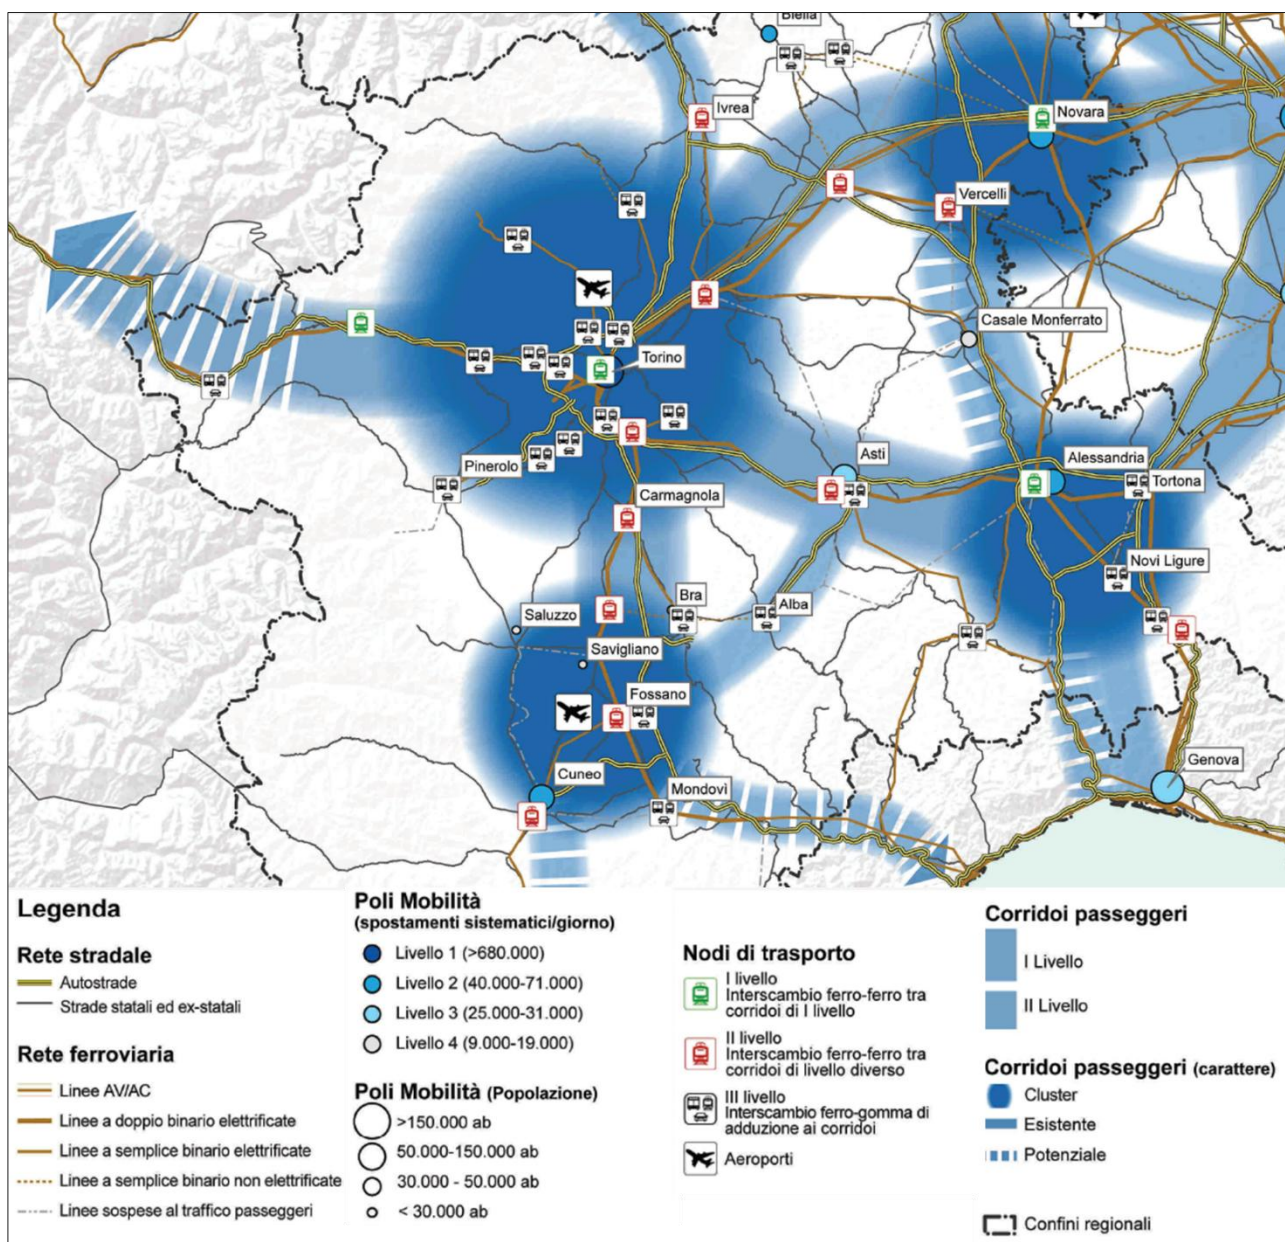 Biella
Ivrea
Novara
Vercelli
Casale Monferrato
Torino
Asti
Alessandria
Pinerolo
Tortona
Carmagnola
Novi Ligure
Bra
Alba
Saluzzo
Savigliano
Fossano
Genova
Cuneo
Mondovì
Legenda
Rete stradale
Autostrade
Strade statali ed ex-statali
Rete ferroviaria
Linee AV/AC
Linee a doppio binario elettrificate
Linee a semplice binario elettrificate
Linee a semplice binario non elettrificate
Linee sospese al traffico passeggeri
Poli Mobilità
(spostamenti sistematici/giorno)
Livello 1 (>680.000)
Livello 2 (40.000-71.000)
Livello 3 (25.000-31.000)
Livello 4 (9.000-19.000)
Poli Mobilità (Popolazione)
>150.000 ab
50.000-150.000 ab
30.000 - 50.000 ab
< 30.000 ab
Nodi di trasporto
I livello
Interscambio ferro-ferro tra
corridoi di I livello
II livello
Interscambio ferro-ferro tra
corridoi di livello diverso
III livello
Interscambio ferro-gomma di
adduzione ai corridoi
Aeroporti
Corridoi passeggeri
I Livello
II Livello
Corridoi passeggeri (carattere)
Cluster
Esistente
Potenziale
Confini regionali